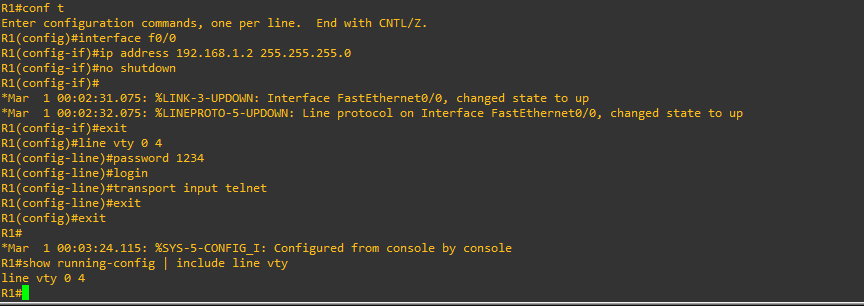 R1#conf t
Enter configuration commands, one per line.  End with CNTL/Z.
R1(config)#interface f0/0
R1(config-if)#ip address 192.168.1.2 255.255.255.0
R1(config-if)#no shutdown
R1(config-if)#
*Mar  1 00:02:31.075: %LINK-3-UPDOWN: Interface FastEthernet0/0, changed state to up
*Mar  1 00:02:32.075: %LINEPROTO-5-UPDOWN: Line protocol on Interface FastEthernet0/0, changed state to up
R1(config-if)#exit
R1(config)#line vty 0 4
R1(config-line)#password 1234
R1(config-line)#login
R1(config-line)#transport input telnet
R1(config-line)#exit
R1(config)#exit
R1#
*Mar  1 00:03:24.115: %SYS-5-CONFIG_I: Configured from console by console
R1#show running-config | include line vty
line vty 0 4
R1#